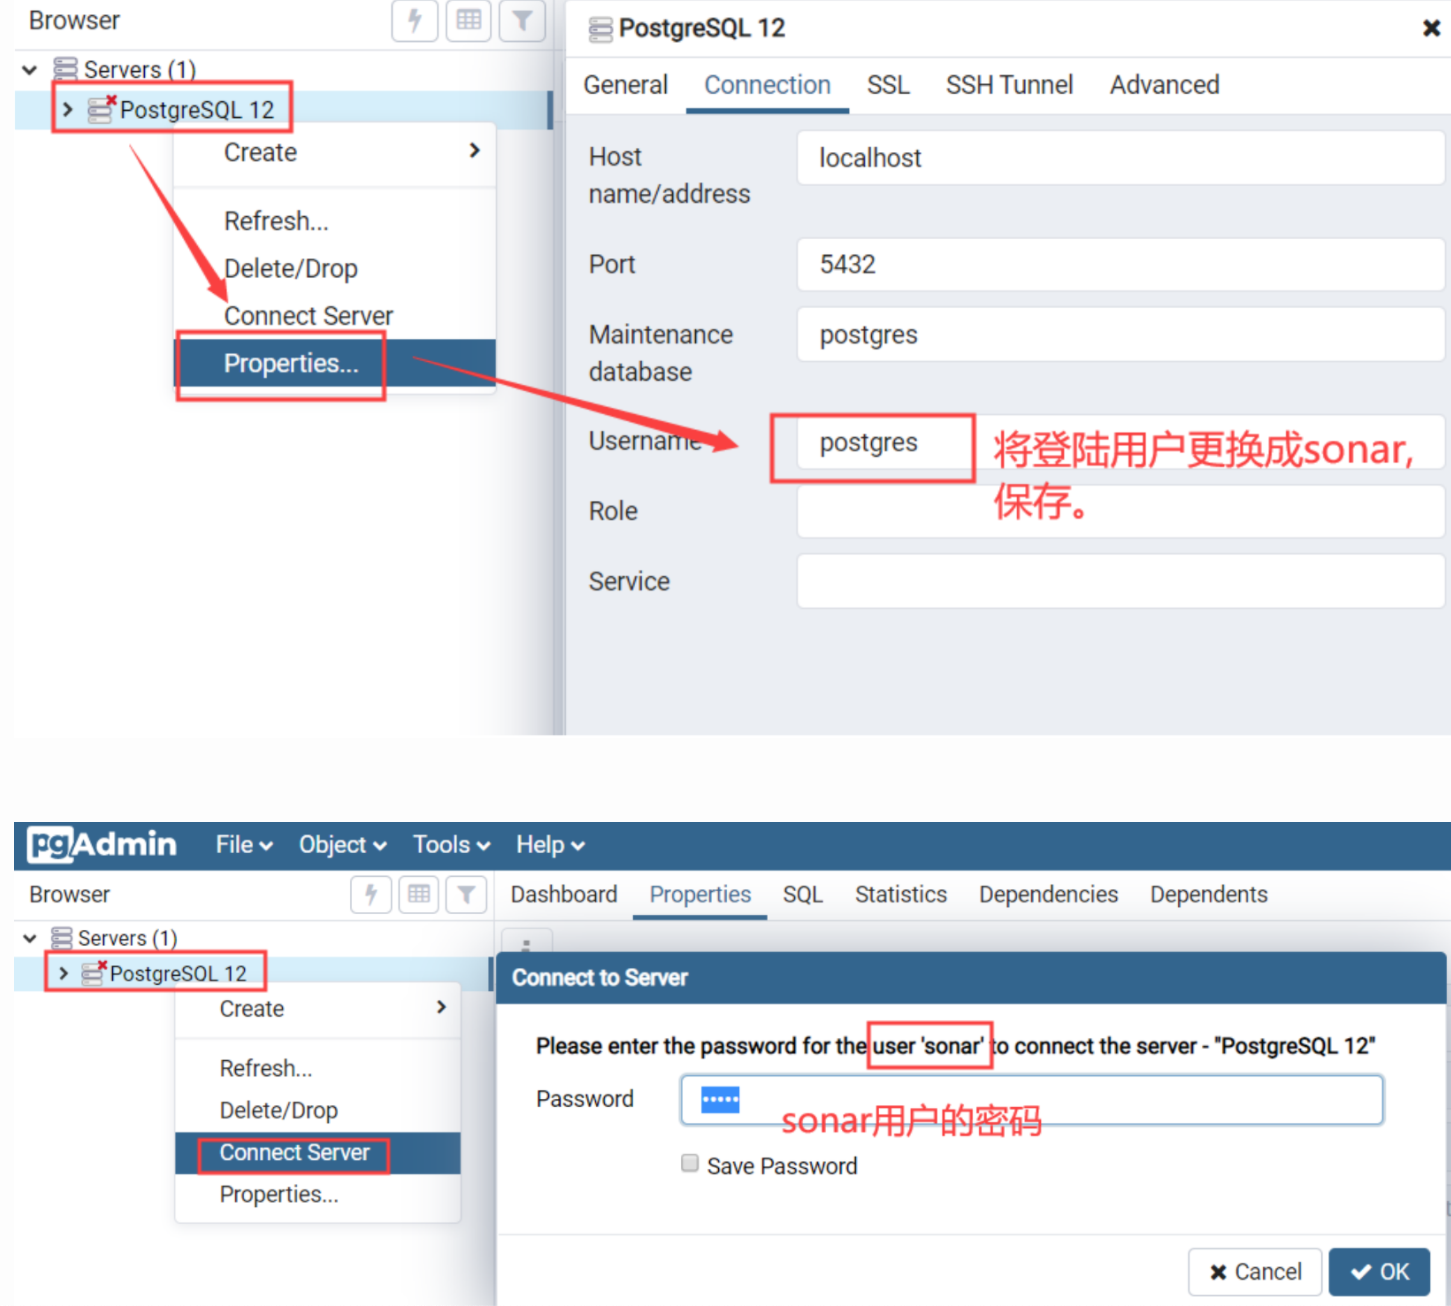 Browser
Servers (1)
PostgreSQL 12
Create
Refresh...
Delete/Drop
Connect Server
Properties...
PostgreSQL 12
General Connection SSL SSH Tunnel Advanced
Host
name/address
localhost
Port
5432
Maintenance
database
postgres
Username
postgres
将登陆用户更换成sonar,
保存。
Role
Service
pgAdmin File Object Tools Help
Browser
Dashboard Properties SQL Statistics Dependencies Dependents
Servers (1)
PostgreSQL 12
Create
Refresh...
Delete/Drop
Connect Server
Properties...
Connect to Server
Please enter the password for the user 'sonar' to connect the server - "PostgreSQL 12"
Password
sonar用户的密码
Save Password
Cancel
OK